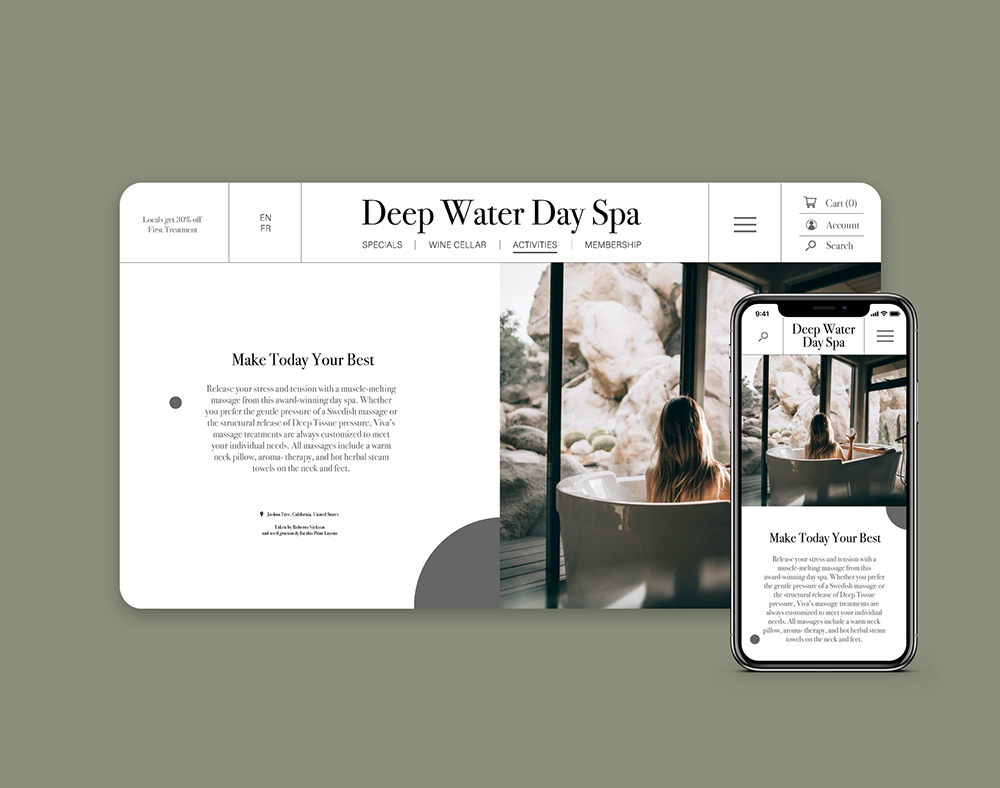 Locals get 30% off
First Treatment
EN
FR
Deep Water Day Spa
SPECIALS | WINE CELLAR | ACTIVITIES | MEMBERSHIP
Cart (0)
Account
Search
Make Today Your Best
Release your stress and tension with a muscle-melting
massage from this award-winning day spa. Whether
you prefer the gentle pressure of a Swedish massage or
the structural release of Deep Tissue pressure, Viva's
massage treatments are always customized to meet
your individual needs. All massages include a warm
neck pillow, aroma- therapy, and hot herbal steam
towels on the neck and feet.
Joshua Tree, California, United States
Taken by Roberto Nickson
and used graciously for this Print Layout
9:41
Deep Water
Day Spa
Make Today Your Best
Release your stress and tension with a
muscle-melting massage from this
award-winning day spa. Whether you prefer
the gentle pressure of a Swedish massage or
the structural release of Deep Tissue
pressure, Viva's massage treatments are
always customized to meet your individual
needs. All massages include a warm neck
pillow, aroma- therapy, and hot herbal steam
towels on the neck and feet.